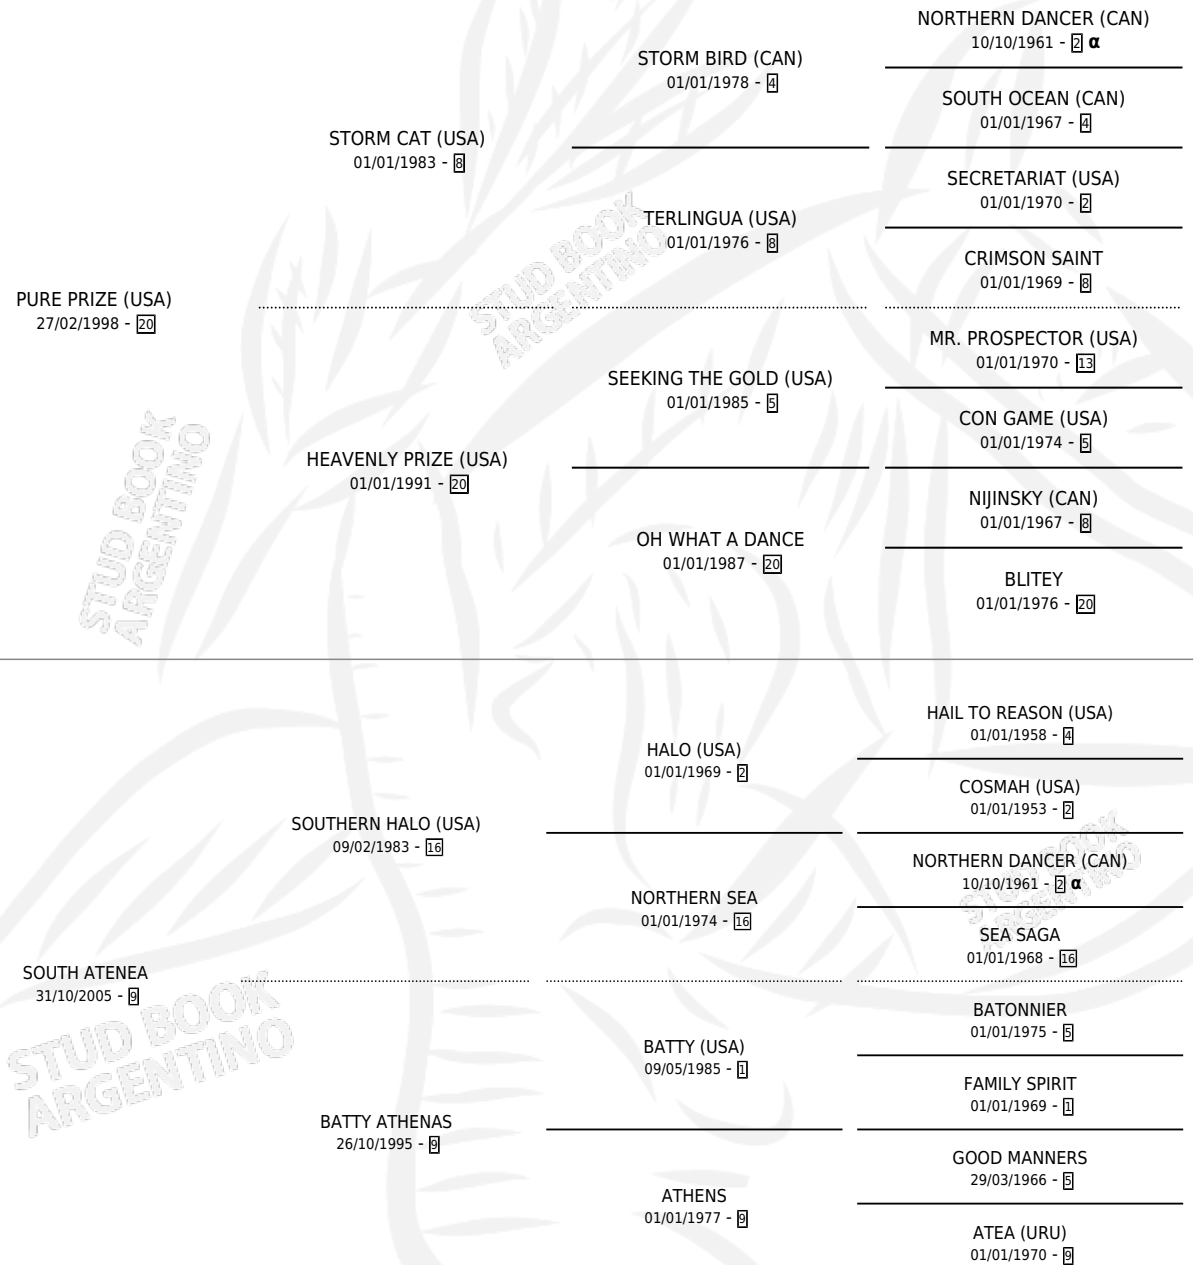 NORTHERN DANCER (CAN)
10/10/1961 - 2 α
STORM BIRD (CAN)
01/01/1978 - 4
SOUTH OCEAN (CAN)
01/01/1967 - 4
STORM CAT (USA)
01/01/1983 - 8
SECRETARIAT (USA)
01/01/1970 - 2
TERLINGUA (USA)
01/01/1976 - 8
CRIMSON SAINT
01/01/1969 - 8
PURE PRIZE (USA)
27/02/1998 - 20
MR. PROSPECTOR (USA)
01/01/1970 - 13
SEEKING THE GOLD (USA)
01/01/1985 - 5
CON GAME (USA)
01/01/1974 - 5
HEAVENLY PRIZE (USA)
01/01/1991 - 20
NIJINSKY (CAN)
01/01/1967 - 8
OH WHAT A DANCE
01/01/1987 - 20
BLITEY
01/01/1976 - 20
HAIL TO REASON (USA)
01/01/1958 - 4
HALO (USA)
01/01/1969 - 2
COSMAH (USA)
01/01/1953 - 2
SOUTHERN HALO (USA)
09/02/1983 - 16
NORTHERN DANCER (CAN)
10/10/1961 - 2 α
NORTHERN SEA
01/01/1974 - 16
SEA SAGA
01/01/1968 - 16
SOUTH ATENEA
31/10/2005 - 9
BATONNIER
01/01/1975 - 5
BATTY (USA)
09/05/1985 - 1
FAMILY SPIRIT
01/01/1969 - 1
BATTY ATHENAS
26/10/1995 - 9
GOOD MANNERS
29/03/1966 - 5
ATHENS
01/01/1977 - 9
ATEA (URU)
01/01/1970 - 9
STUD BOOK
ARGENTINO
STUD BOOK
ARGENTINO
STUD BOOK
ARGENTINO
STUD BOOK
ARGENTINO